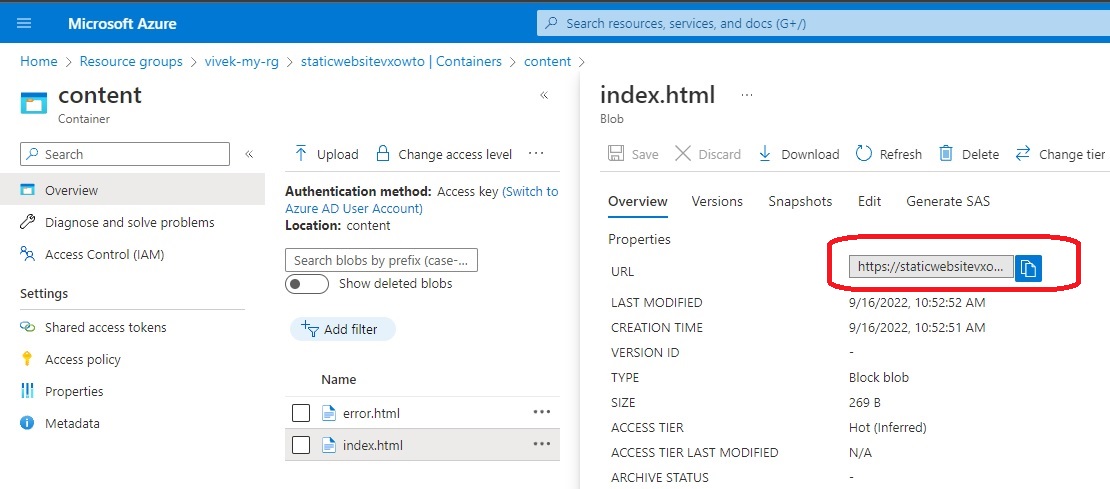 Microsoft Azure
Search resources, services, and docs (G+/)
Home > Resource groups > vivek-my-rg > staticwebsitevxowto | Containers > content >
content
Container
Search
Overview
Diagnose and solve problems
Access Control (IAM)
Settings
Shared access tokens
Access policy
Properties
Metadata
Upload Change access level ...
Authentication method: Access key (Switch to
Azure AD User Account)
Location: content
Search blobs by prefix (case-...
Show deleted blobs
Add filter
Name
error.html
index.html
index.html ...
Blob
Save Discard Download Refresh Delete Change tier
Overview Versions Snapshots Edit Generate SAS
Properties
URL https://staticwebsitevxo...
LAST MODIFIED 9/16/2022, 10:52:52 AM
CREATION TIME 9/16/2022, 10:52:51 AM
VERSION ID -
TYPE Block blob
SIZE 269 B
ACCESS TIER Hot (Inferred)
ACCESS TIER LAST MODIFIED N/A
ARCHIVE STATUS -